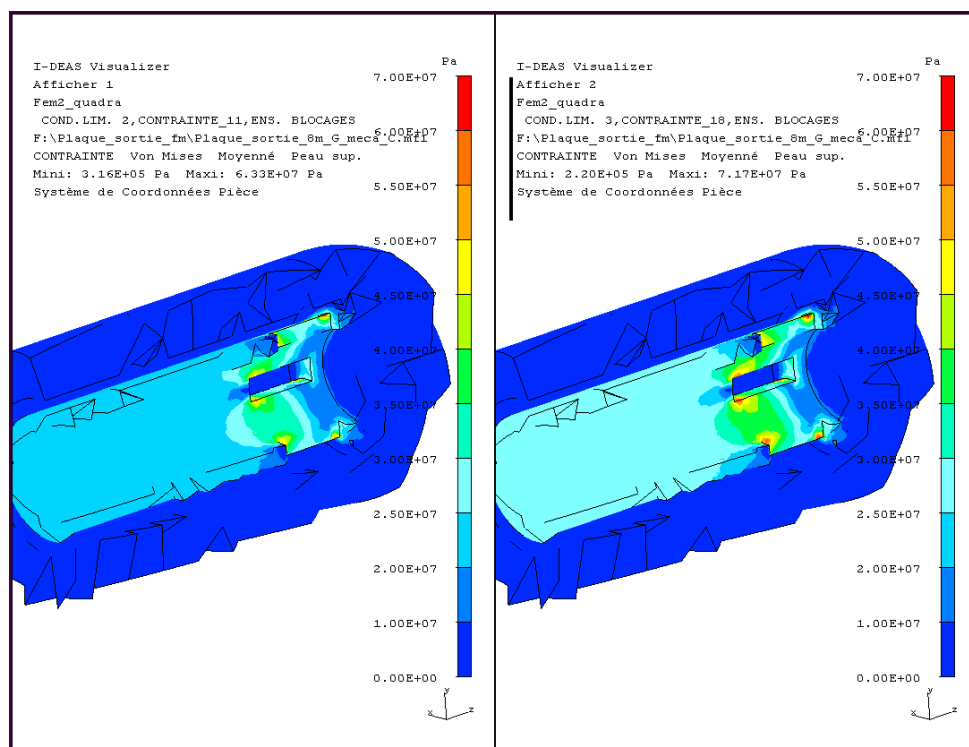 I-DEAS Visualizer
Afficher 1
Fem2_quadra
COND.LIM. 2,CONTRAINTE_11,ENS. BLOCAGES
F:\Plaque_sortie_fm\Plaque_sortie_8m_G_meca_C.mf1
CONTRAINTE Von Mises Moyenné Peau sup.
Mini: 3.16E+05 Pa Maxi: 6.33E+07 Pa
Système de Coordonnées Pièce
Pa
7.00E+07
6.00E+07
5.50E+07
5.00E+07
4.50E+07
4.00E+07
3.50E+07
3.00E+07
2.50E+07
2.00E+07
1.00E+07
0.00E+00
y
x
z
I-DEAS Visualizer
Afficher 2
Fem2_quadra
COND.LIM. 3,CONTRAINTE_18,ENS. BLOCAGES
F:\Plaque_sortie_fm\Plaque_sortie_8m_G_meca_C.mf1
CONTRAINTE Von Mises Moyenné Peau sup.
Mini: 2.20E+05 Pa Maxi: 7.17E+07 Pa
Système de Coordonnées Pièce
Pa
7.00E+07
6.00E+07
5.50E+07
5.00E+07
4.50E+07
4.00E+07
3.50E+07
3.00E+07
2.50E+07
2.00E+07
1.00E+07
0.00E+00
y
x
z